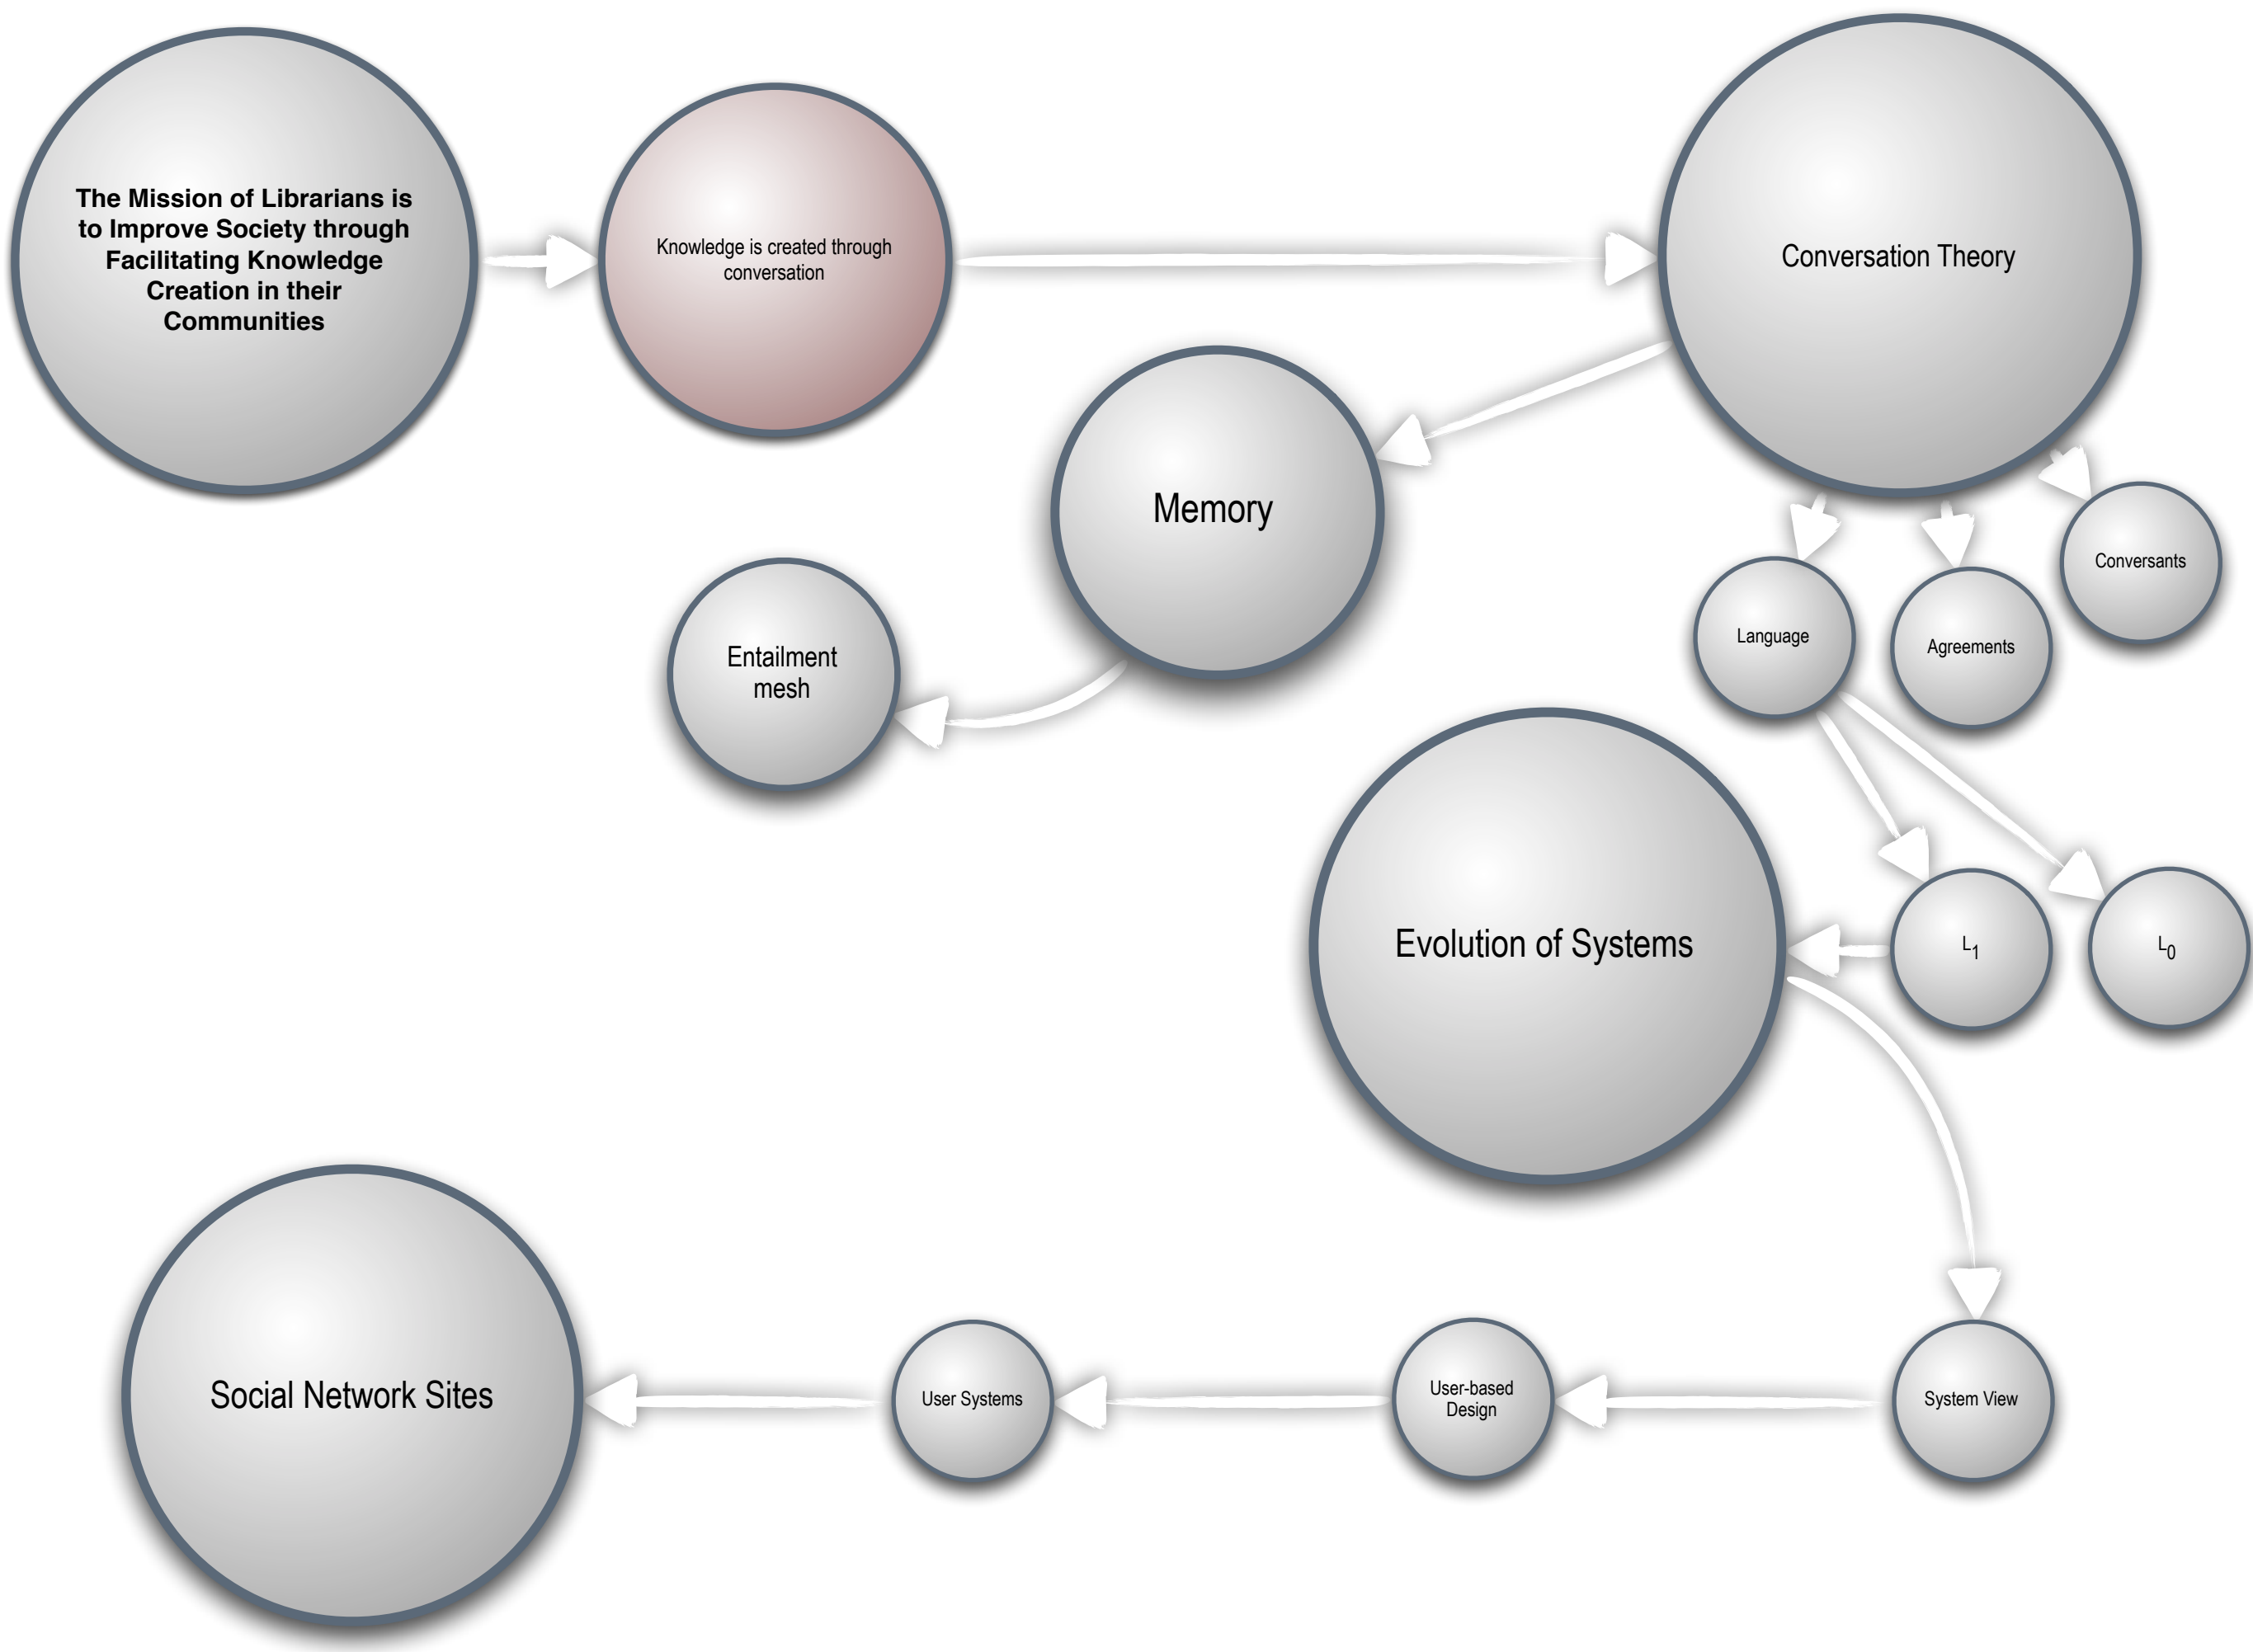 The Mission of Librarians is
to Improve Society through
Facilitating Knowledge
Creation in their
Communities
Knowledge is created through
conversation
Conversation Theory
Memory
Entailment
mesh
Conversants
Language
Agreements
Evolution of Systems
L1
L0
Social Network Sites
User Systems
User-based
Design
System View